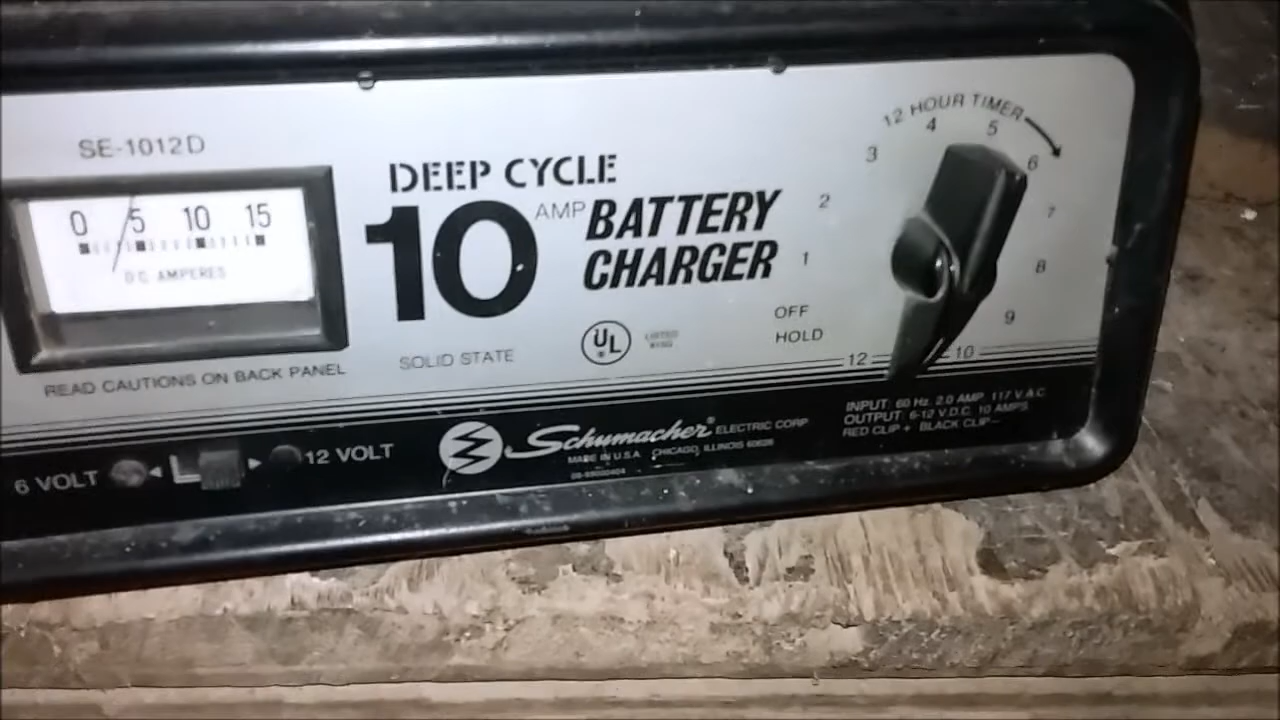 SE-1012D
0 5 10 15
D.C. AMPERES
READ CAUTIONS ON BACK PANEL
DEEP CYCLE
10 AMP BATTERY
CHARGER
SOLID STATE
UL
12 HOUR TIMER
OFF
1
2
3
4
5
6
7
8
9
10
12
HOLD
INPUT: 60 Hz. 2.0 AMP. 117 V.A.C.
OUTPUT: 6-12 V.D.C. 10 AMPS.
RED CLIP + BLACK CLIP-
6 VOLT
12 VOLT
Schumacher® ELECTRIC CORP.
MADE IN U.S.A. CHICAGO, ILLINOIS